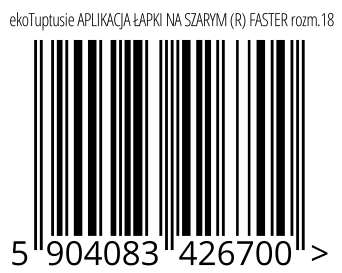 ekoTuptusie APLIKACJA ŁAPKI NA SZARYM (R) FASTER rozm.18
5 904083 426700 >